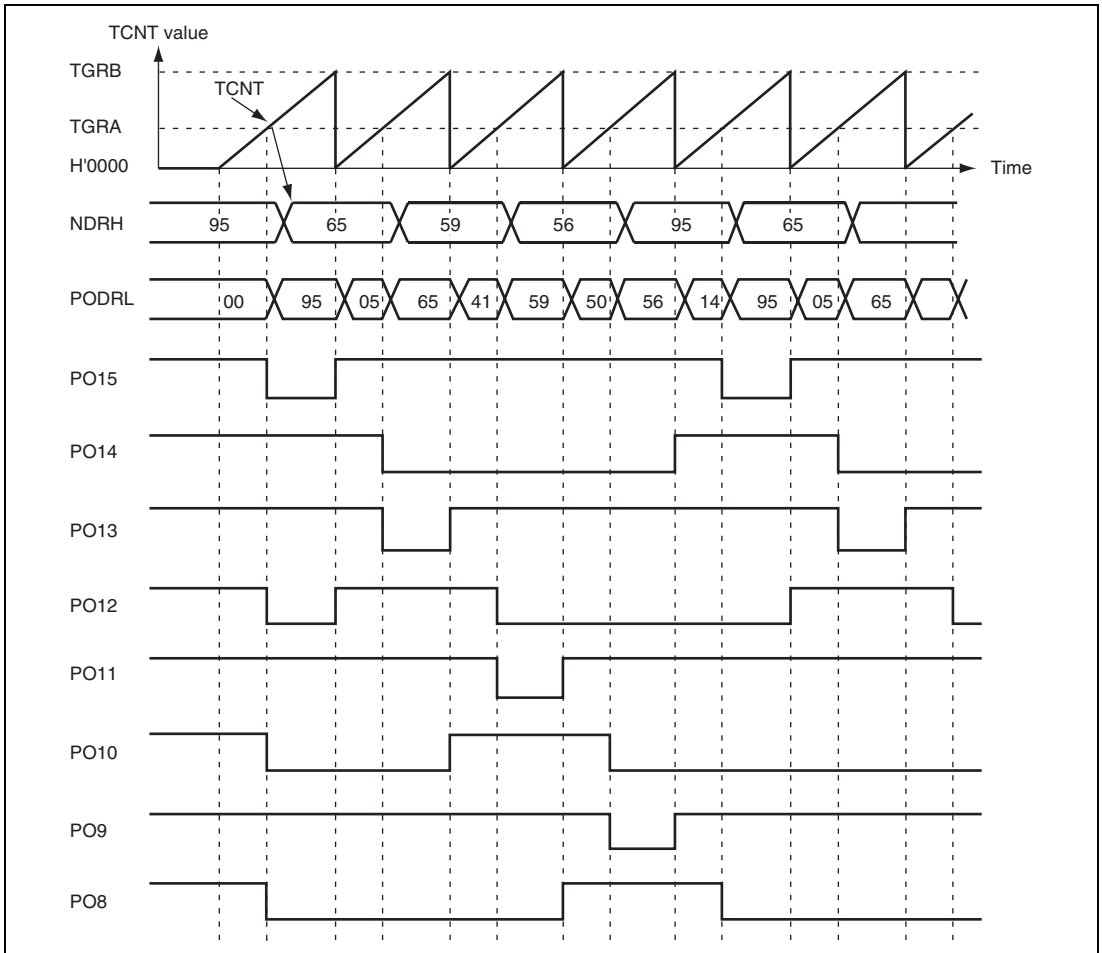 TCNT value
TGRB
TCNT
TGRA
H'0000
Time
NDRH 95 65 59 56 95 65
PODRL 00 95 05 65 41 59 50 56 14 95 05 65
PO15
PO14
PO13
PO12
PO11
PO10
PO9
PO8